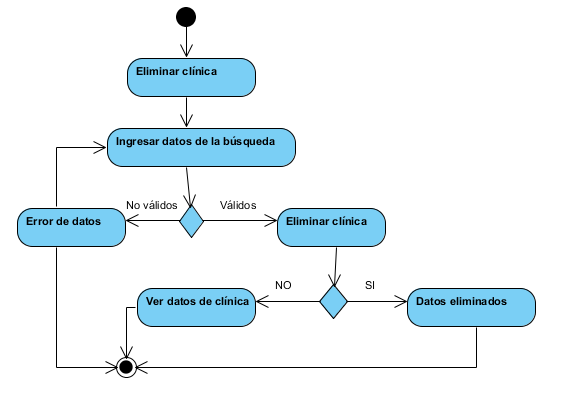 Eliminar clínica
Ingresar datos de la búsqueda
No válidos
Válidos
Error de datos
Eliminar clínica
NO
SI
Ver datos de clínica
Datos eliminados